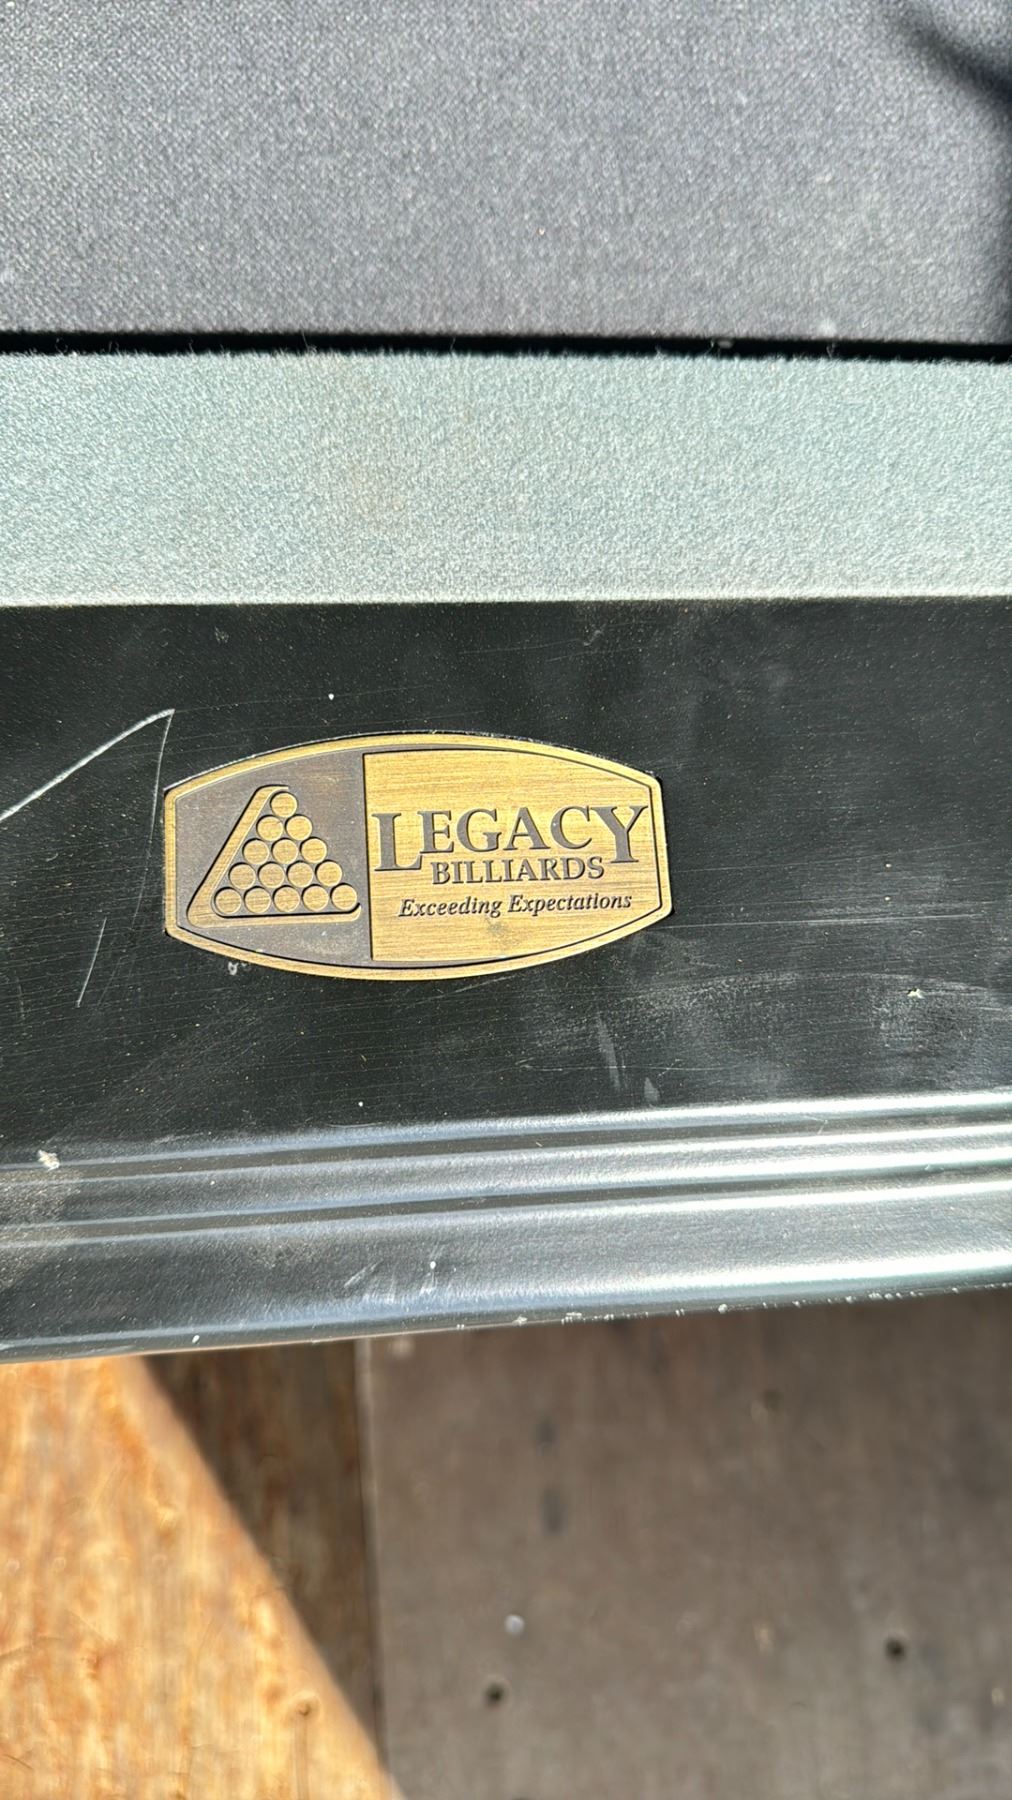 LEGACY
BILLIARDS
Exceeding Expectations